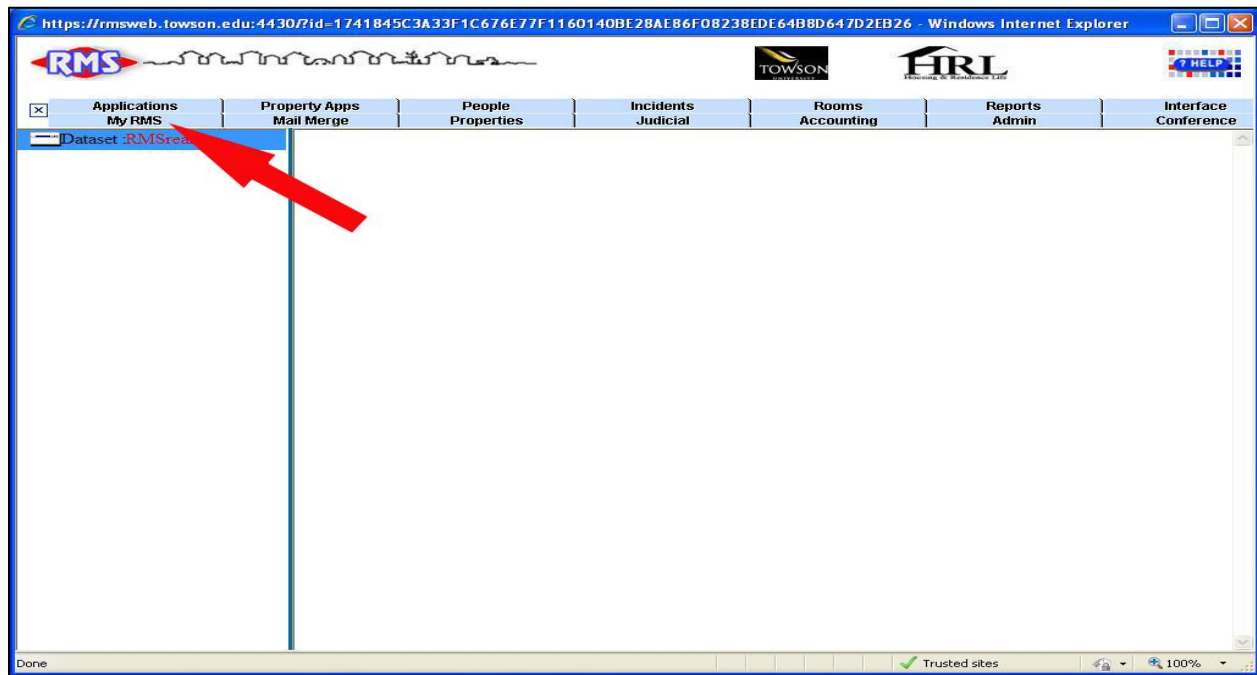 https://rmsweb.towson.edu:4430/?id=1741845C3A33F1C676E77F1160140BE28AE86F08238EDE64B8D647D2EB26 - Windows Internet Explorer
RMS TOWSON UNIVERSITY HRL Housing & Residence Life ? HELP
Applications Property Apps People Incidents Rooms Reports Interface
My RMS Mail Merge Properties Judicial Accounting Admin Conference
Dataset :RMSrea
Done Trusted sites 100%